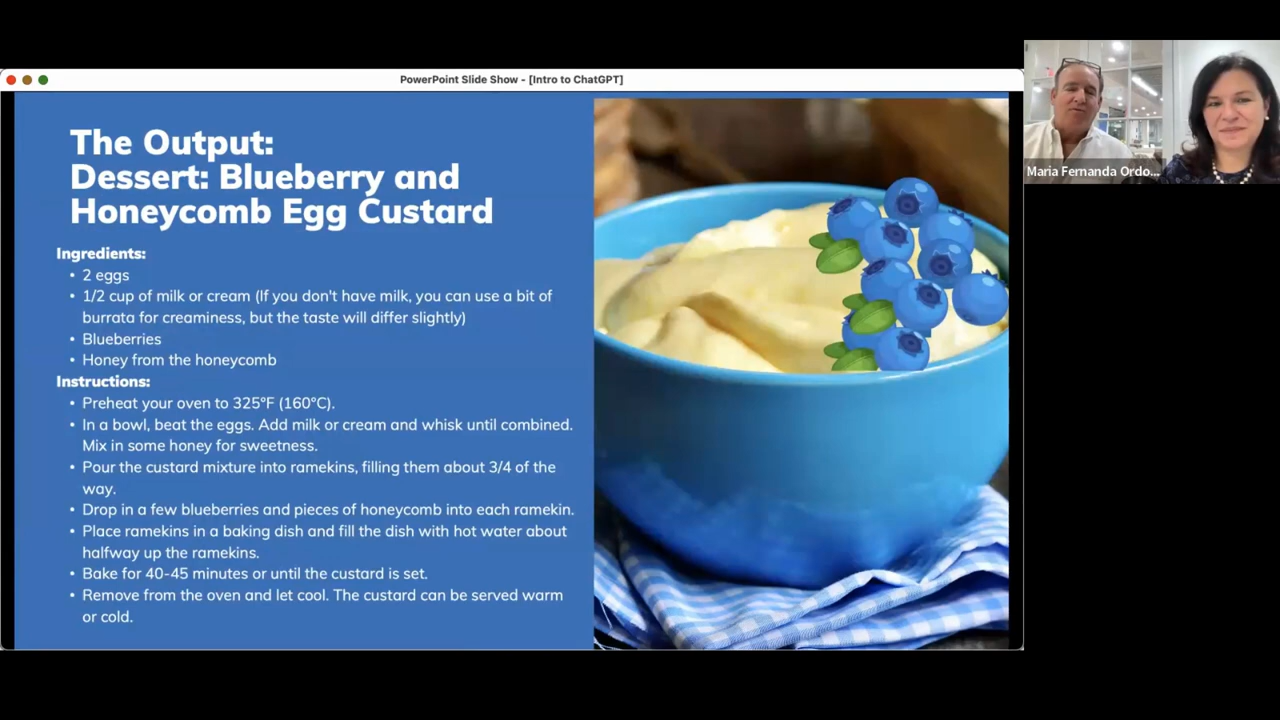 PowerPoint Slide Show - [Intro to ChatGPT]
The Output:
Dessert: Blueberry and
Honeycomb Egg Custard
Ingredients:
• 2 eggs
• 1/2 cup of milk or cream (If you don't have milk, you can use a bit of
burrata for creaminess, but the taste will differ slightly)
• Blueberries
• Honey from the honeycomb
Instructions:
• Preheat your oven to 325°F (160°C).
• In a bowl, beat the eggs. Add milk or cream and whisk until combined.
Mix in some honey for sweetness.
• Pour the custard mixture into ramekins, filling them about 3/4 of the
way.
• Drop in a few blueberries and pieces of honeycomb into each ramekin.
• Place ramekins in a baking dish and fill the dish with hot water about
halfway up the ramekins.
• Bake for 40-45 minutes or until the custard is set.
• Remove from the oven and let cool. The custard can be served warm
or cold.
Maria Fernanda Ordo...